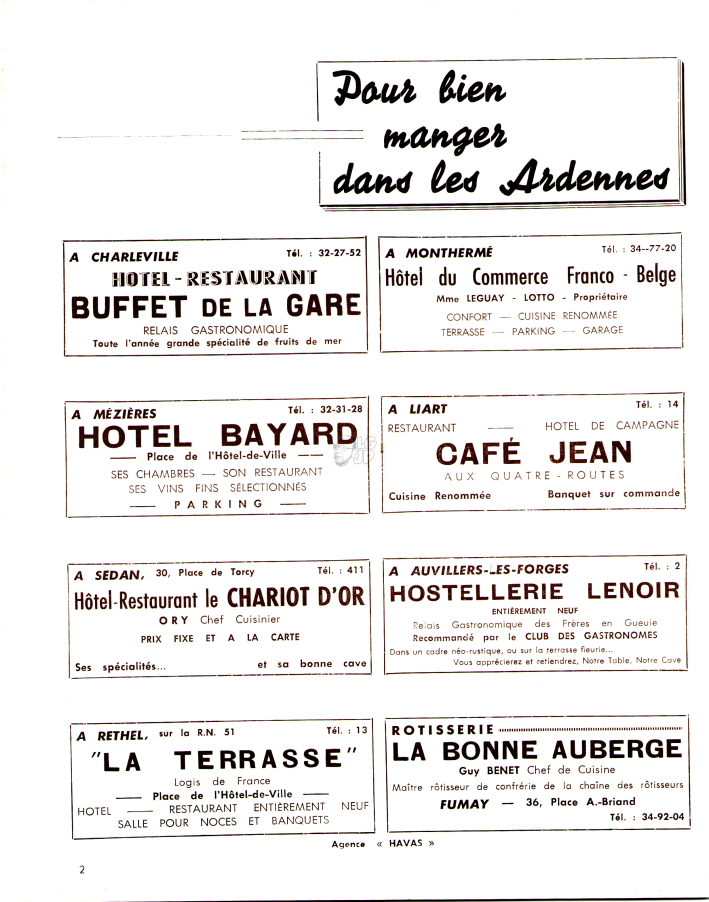 Pour bien
manger
dans les Ardennes
A CHARLEVILLE Tél. : 32-27-52
HOTEL - RESTAURANT
BUFFET DE LA GARE
RELAIS GASTRONOMIQUE
Toute l'année grande spécialité de fruits de mer
A MONTHERMÉ Tél. : 34--77-20
Hôtel du Commerce Franco - Belge
Mme LEGUAY - LOTTO - Propriétaire
CONFORT — CUISINE RENOMMÉE
TERRASSE — PARKING — GARAGE
A MÉZIÈRES Tél. : 32-31-28
HOTEL BAYARD
— Place de l'Hôtel-de-Ville —
SES CHAMBRES — SON RESTAURANT
SES VINS FINS SÉLECTIONNÉS
— PARKING —
A LIART Tél. : 14
RESTAURANT — HOTEL DE CAMPAGNE
CAFÉ JEAN
AUX QUATRE - ROUTES
Cuisine Renommée Banquet sur commande
A SEDAN, 30, Place de Torcy Tél. : 411
Hôtel-Restaurant le CHARIOT D'OR
ORY Chef Cuisinier
PRIX FIXE ET A LA CARTE
Ses spécialités... et sa bonne cave
A AUVILLERS-LES-FORGES Tél. : 2
HOSTELLERIE LENOIR
ENTIÈREMENT NEUF
Relais Gastronomique des Frères en Gueule
Recommandé par le CLUB DES GASTRONOMES
Dans un cadre néo-rustique, ou sur la terrasse fleurie...
Vous apprécierez et retiendrez, Notre Table, Notre Cave
A RETHEL, sur la R.N. 51 Tél. : 13
"LA TERRASSE"
Logis de France
— Place de l'Hôtel-de-Ville —
HOTEL — RESTAURANT ENTIÈREMENT NEUF
SALLE POUR NOCES ET BANQUETS
ROTISSERIE
LA BONNE AUBERGE
Guy BENET Chef de Cuisine
Maître rôtisseur de confrérie de la chaîne des rôtisseurs
FUMAY — 36, Place A.-Briand
Tél. : 34-92-04
Agence « HAVAS »
2